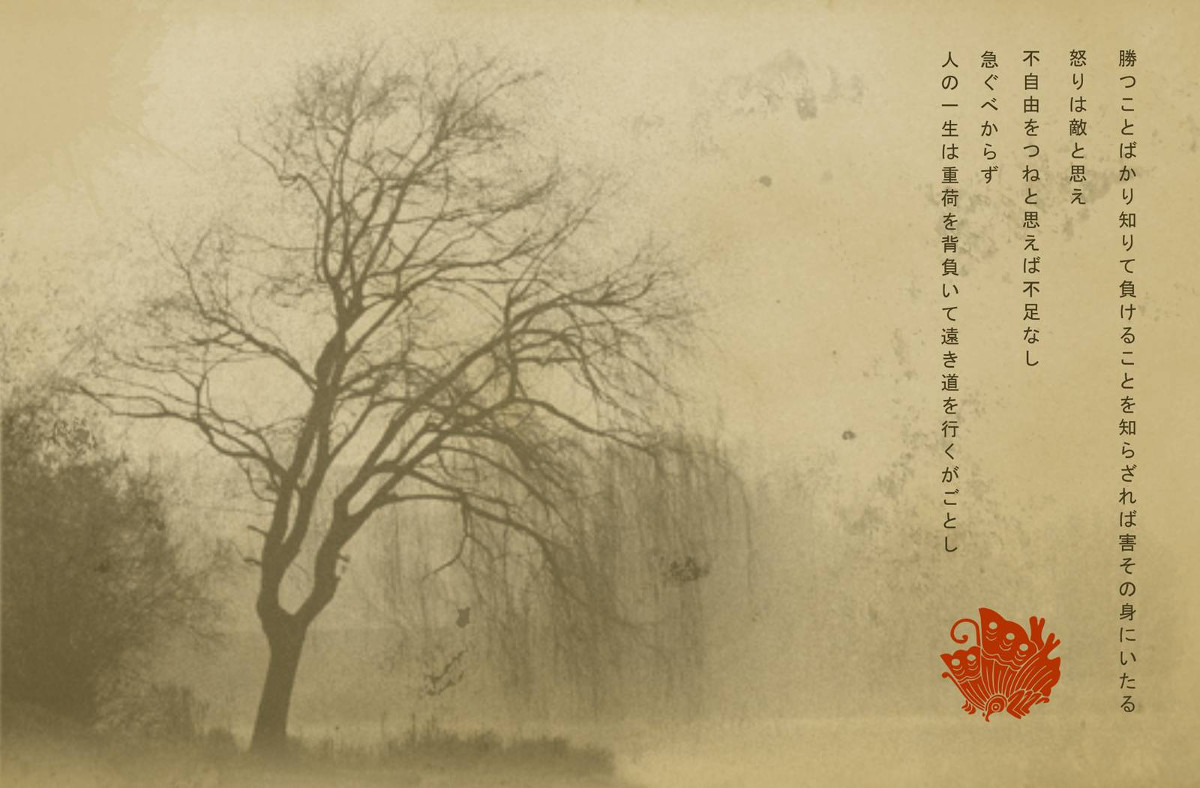 勝つことばかり知りて負けることを知らざれば害その身にいたる
怒りは敵と思え
不自由をつねと思えば不足なし
急ぐべからず
人の一生は重荷を背負いて遠き道を行くがごとし